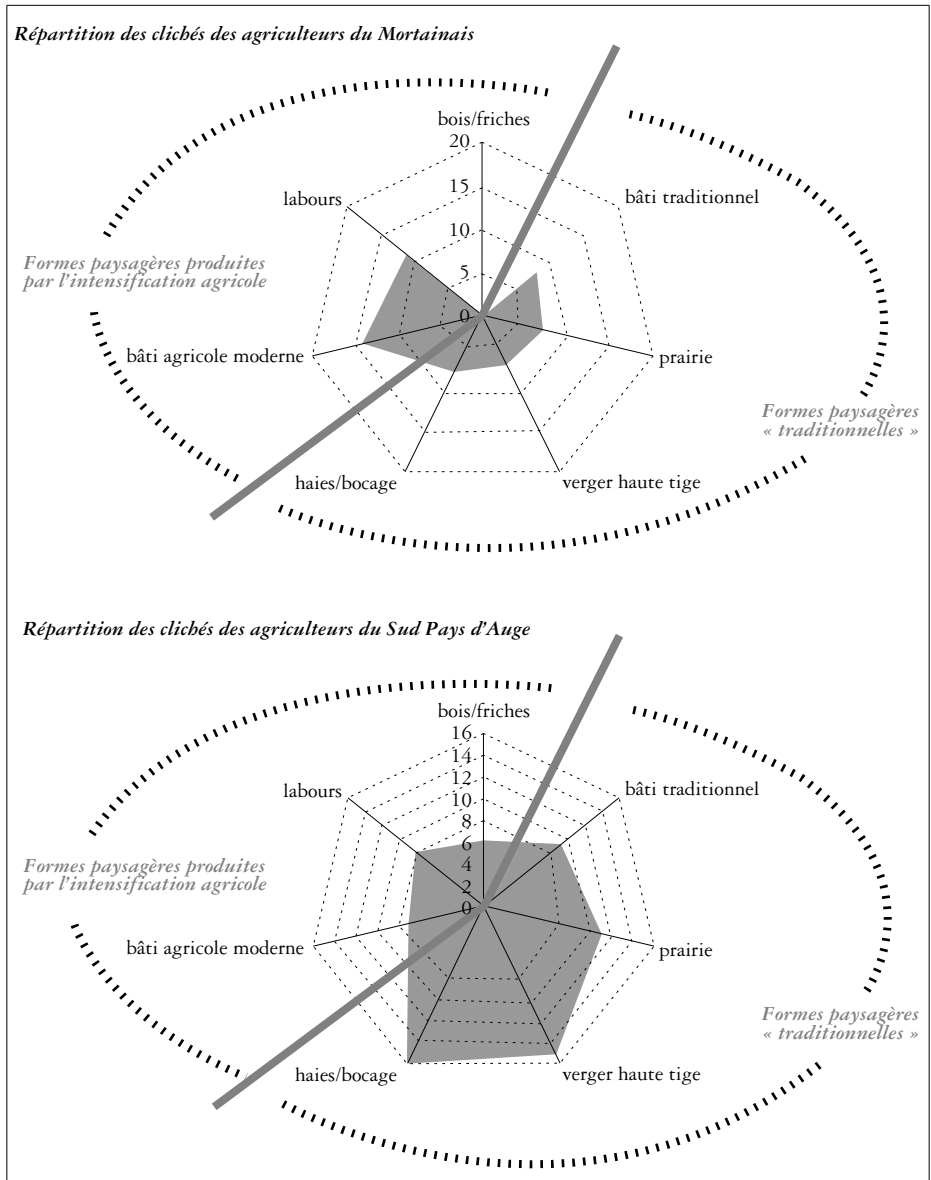 Répartition des clichés des agriculteurs du Mortainais
bois/friches
20
15
10
5
0
labours
bâti traditionnel
Formes paysagères produites
par l'intensification agricole
bâti agricole moderne
prairie
Formes paysagères
« traditionnelles »
haies/bocage
verger haute tige
Répartition des clichés des agriculteurs du Sud Pays d'Auge
bois/friches
16
14
12
10
8
6
4
2
0
labours
bâti traditionnel
Formes paysagères produites
par l'intensification agricole
bâti agricole moderne
prairie
Formes paysagères
« traditionnelles »
haies/bocage
verger haute tige